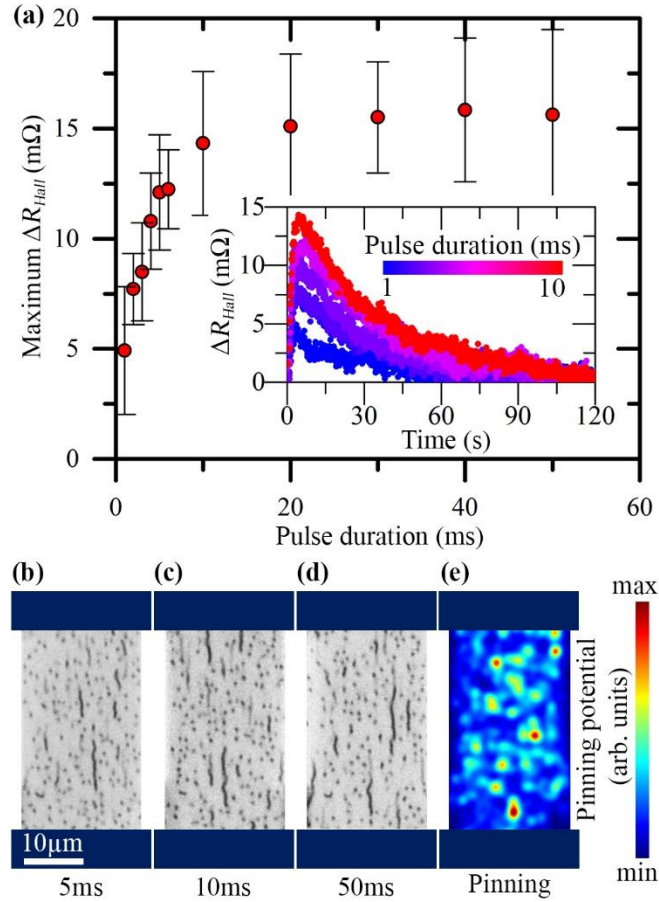 (a)
20
15
10
5
0
Maximum ΔR_Hall (mΩ)
0
20
40
60
Pulse duration (ms)
15
10
5
0
ΔR_Hall (mΩ)
Pulse duration (ms)
1
10
0
30
60
90
120
Time (s)
(b)
(c)
(d)
(e)
max
Pinning potential
(arb. units)
min
10μm
5ms
10ms
50ms
Pinning